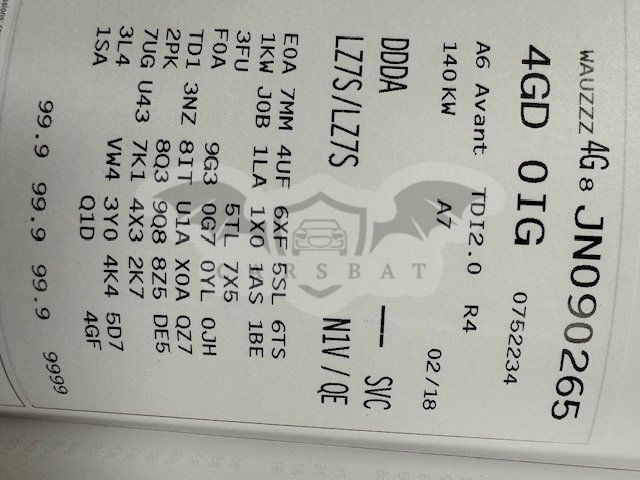 WAUZZZ 4G8 JN090265
4GD 0IG 0752234
A6 Avant TDI2.0 R4
140 KW A7 02/18
DDDA --- SVC
LZ7S/LZ7S N1V / QE
E0A 7MM 4UF 6XF 5SL 6TS
1KW J0B 1LA 1X0 1AS 1BE
3FU 5TL 7X5
F0A 9G3 0G7 0YL 0JH
TD1 3NZ 8IT U1A X0A QZ7
2PK 8Q3 9Q8 8Z5 DE5
7UG U43 7K1 4X3 2K7
3L4 VW4 3Y0 4K4 5D7
1SA Q1D 4GF
99.9 99.9 99.9 9999
CARSBAT